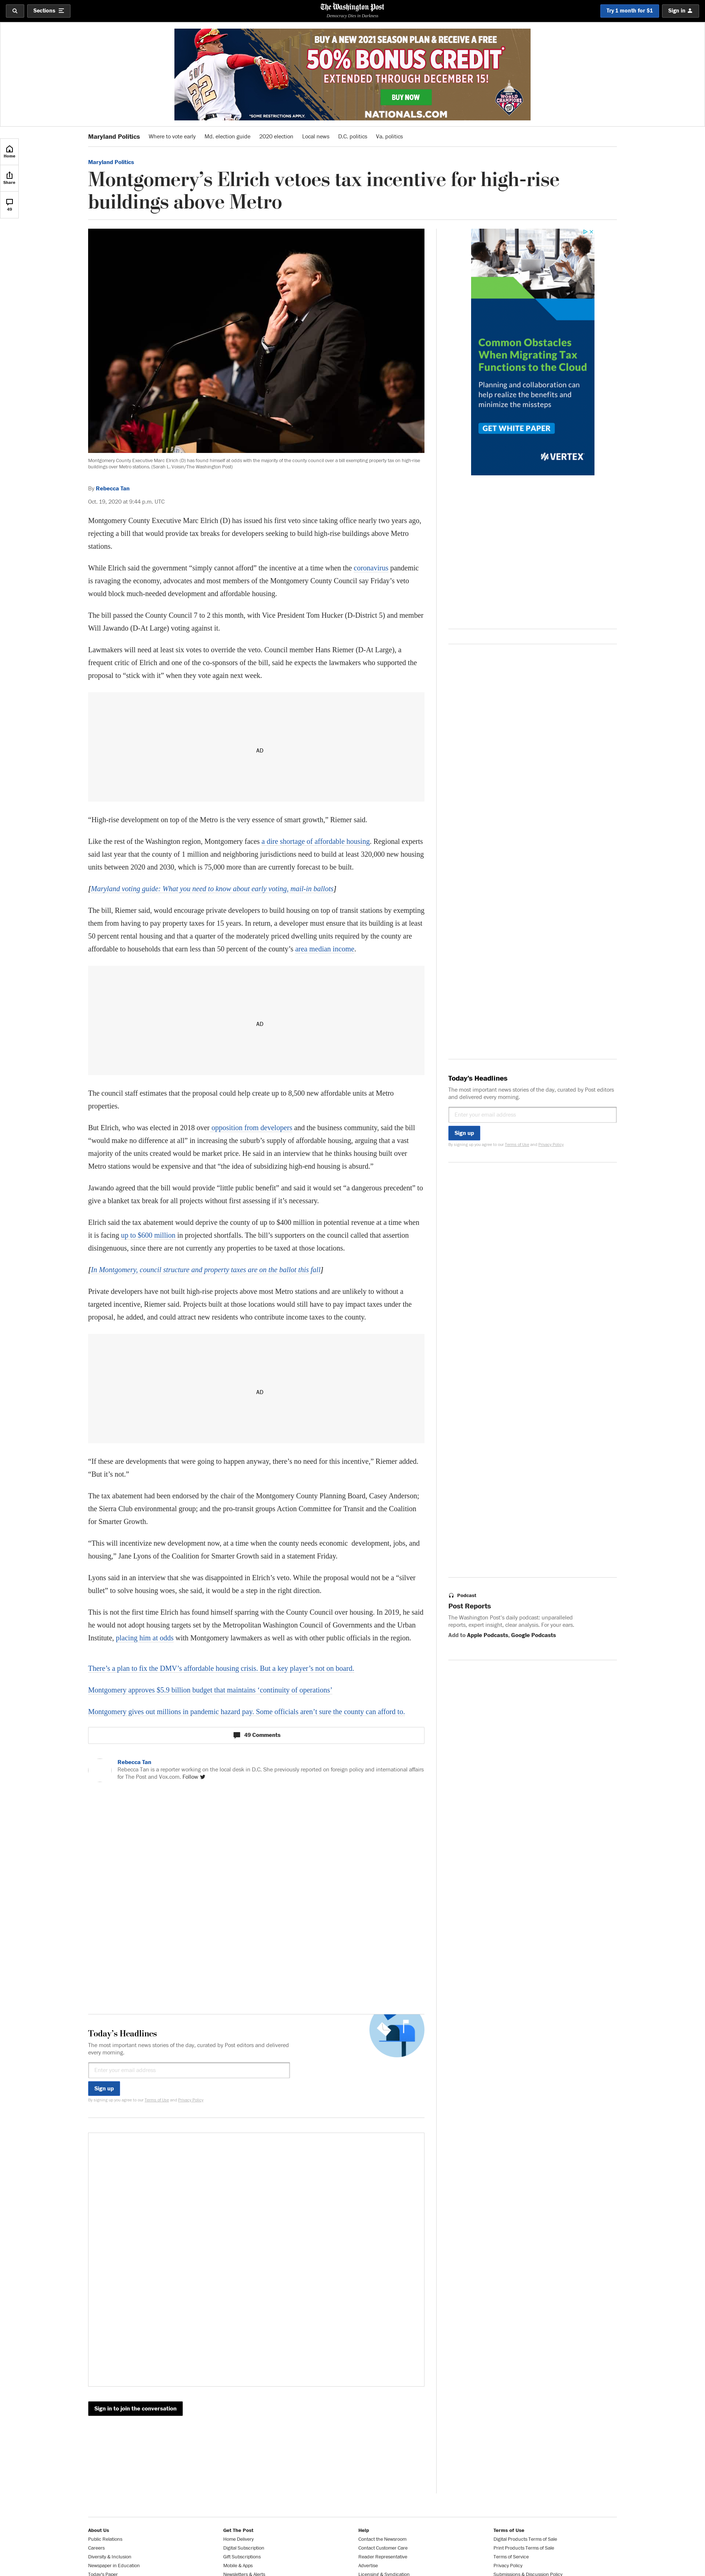 Sections
The Washington Post
Democracy Dies in Darkness
Try 1 month for $1
Sign in
BUY A NEW 2021 SEASON PLAN & RECEIVE A FREE
50% BONUS CREDIT*
EXTENDED THROUGH DECEMBER 15!
BUY NOW
*SOME RESTRICTIONS APPLY.
NATIONALS.COM
WORLD CHAMPIONS
Home
Share
49
Maryland Politics
Where to vote early
Md. election guide
2020 election
Local news
D.C. politics
Va. politics
Maryland Politics
Montgomery’s Elrich vetoes tax incentive for high-rise
buildings above Metro
Montgomery County Executive Marc Elrich (D) has found himself at odds with the majority of the county council over a bill exempting property tax on high-rise
buildings over Metro stations. (Sarah L. Voisin/The Washington Post)
By Rebecca Tan
Oct. 19, 2020 at 9:44 p.m. UTC
Montgomery County Executive Marc Elrich (D) has issued his first veto since taking office nearly two years ago,
rejecting a bill that would provide tax breaks for developers seeking to build high-rise buildings above Metro
stations.
While Elrich said the government “simply cannot afford” the incentive at a time when the coronavirus pandemic
is ravaging the economy, advocates and most members of the Montgomery County Council say Friday’s veto
would block much-needed development and affordable housing.
The bill passed the County Council 7 to 2 this month, with Vice President Tom Hucker (D-District 5) and member
Will Jawando (D-At Large) voting against it.
Lawmakers will need at least six votes to override the veto. Council member Hans Riemer (D-At Large), a
frequent critic of Elrich and one of the co-sponsors of the bill, said he expects the lawmakers who supported the
proposal to “stick with it” when they vote again next week.
AD
“High-rise development on top of the Metro is the very essence of smart growth,” Riemer said.
Like the rest of the Washington region, Montgomery faces a dire shortage of affordable housing. Regional experts
said last year that the county of 1 million and neighboring jurisdictions need to build at least 320,000 new housing
units between 2020 and 2030, which is 75,000 more than are currently forecast to be built.
[Maryland voting guide: What you need to know about early voting, mail-in ballots]
The bill, Riemer said, would encourage private developers to build housing on top of transit stations by exempting
them from having to pay property taxes for 15 years. In return, a developer must ensure that its building is at least
50 percent rental housing and that a quarter of the moderately priced dwelling units required by the county are
affordable to households that earn less than 50 percent of the county’s area median income.
AD
The council staff estimates that the proposal could help create up to 8,500 new affordable units at Metro
properties.
But Elrich, who was elected in 2018 over opposition from developers and the business community, said the bill
“would make no difference at all” in increasing the suburb’s supply of affordable housing, arguing that a vast
majority of the units created would be market price. He said in an interview that he thinks housing built over
Metro stations would be expensive and that “the idea of subsidizing high-end housing is absurd.”
Jawando agreed that the bill would provide “little public benefit” and said it would set “a dangerous precedent” to
give a blanket tax break for all projects without first assessing if it’s necessary.
Elrich said the tax abatement would deprive the county of up to $400 million in potential revenue at a time when
it is facing up to $600 million in projected shortfalls. The bill’s supporters on the council called that assertion
disingenuous, since there are not currently any properties to be taxed at those locations.
[In Montgomery, council structure and property taxes are on the ballot this fall]
Private developers have not built high-rise projects above most Metro stations and are unlikely to without a
targeted incentive, Riemer said. Projects built at those locations would still have to pay impact taxes under the
proposal, he added, and could attract new residents who contribute income taxes to the county.
AD
“If these are developments that were going to happen anyway, there’s no need for this incentive,” Riemer added.
“But it’s not.”
The tax abatement had been endorsed by the chair of the Montgomery County Planning Board, Casey Anderson;
the Sierra Club environmental group; and the pro-transit groups Action Committee for Transit and the Coalition
for Smarter Growth.
“This will incentivize new development now, at a time when the county needs economic development, jobs, and
housing,” Jane Lyons of the Coalition for Smarter Growth said in a statement Friday.
Lyons said in an interview that she was disappointed in Elrich’s veto. While the proposal would not be a “silver
bullet” to solve housing woes, she said, it would be a step in the right direction.
This is not the first time Elrich has found himself sparring with the County Council over housing. In 2019, he said
he would not adopt housing targets set by the Metropolitan Washington Council of Governments and the Urban
Institute, placing him at odds with Montgomery lawmakers as well as with other public officials in the region.
There’s a plan to fix the DMV’s affordable housing crisis. But a key player’s not on board.
Montgomery approves $5.9 billion budget that maintains ‘continuity of operations’
Montgomery gives out millions in pandemic hazard pay. Some officials aren’t sure the county can afford to.
49 Comments
Rebecca Tan
Rebecca Tan is a reporter working on the local desk in D.C. She previously reported on foreign policy and international affairs
for The Post and Vox.com. Follow
Today’s Headlines
The most important news stories of the day, curated by Post editors and delivered
every morning.
Enter your email address
Sign up
By signing up you agree to our Terms of Use and Privacy Policy
Sign in to join the conversation
Common Obstacles
When Migrating Tax
Functions to the Cloud
Planning and collaboration can
help realize the benefits and
minimize the missteps
GET WHITE PAPER
VERTEX
Today’s Headlines
The most important news stories of the day, curated by Post editors
and delivered every morning.
Enter your email address
Sign up
By signing up you agree to our Terms of Use and Privacy Policy
Podcast
Post Reports
The Washington Post’s daily podcast: unparalleled
reports, expert insight, clear analysis. For your ears.
Add to Apple Podcasts, Google Podcasts
About Us
Public Relations
Careers
Diversity & Inclusion
Newspaper in Education
Today’s Paper
Get The Post
Home Delivery
Digital Subscription
Gift Subscriptions
Mobile & Apps
Newsletters & Alerts
Help
Contact the Newsroom
Contact Customer Care
Reader Representative
Advertise
Licensing & Syndication
Terms of Use
Digital Products Terms of Sale
Print Products Terms of Sale
Terms of Service
Privacy Policy
Submissions & Discussion Policy